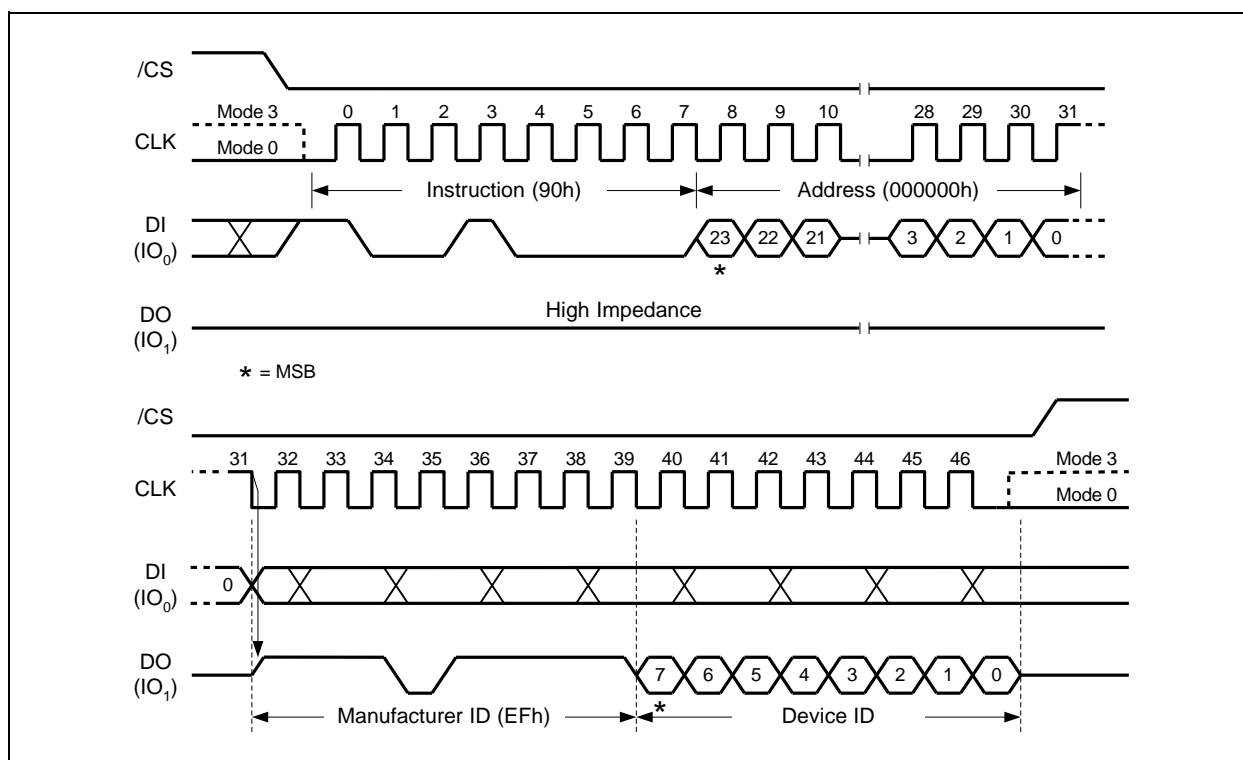 /CS
Mode 3 0 1 2 3 4 5 6 7 8 9 10 28 29 30 31
CLK
Mode 0
Instruction (90h) Address (000000h)
DI
(IO0)
23 22 21 3 2 1 0
*
DO
(IO1)
High Impedance
* = MSB
/CS
31 32 33 34 35 36 37 38 39 40 41 42 43 44 45 46 Mode 3
CLK
Mode 0
DI
(IO0)
0
DO
(IO1)
7 6 5 4 3 2 1 0
*
Manufacturer ID (EFh) Device ID